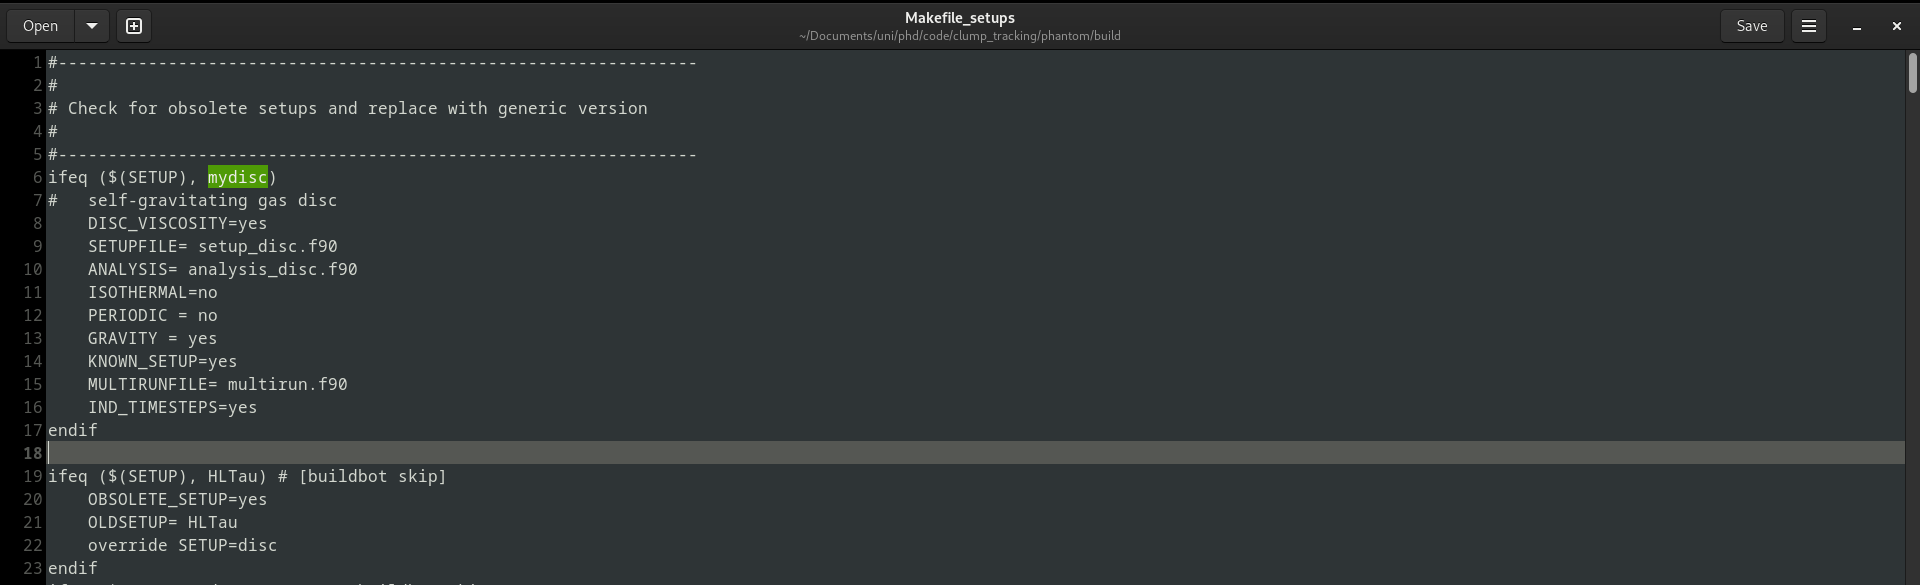 Open
Makefile_setups
~/Documents/uni/phd/code/clump_tracking/phantom/build
Save
1 #----------------------------------------------------------------
2 #
3 # Check for obsolete setups and replace with generic version
4 #
5 #----------------------------------------------------------------
6 ifeq ($(SETUP), mydisc)
7 #   self-gravitating gas disc
8     DISC_VISCOSITY=yes
9     SETUPFILE= setup_disc.f90
10     ANALYSIS= analysis_disc.f90
11     ISOTHERMAL=no
12     PERIODIC = no
13     GRAVITY = yes
14     KNOWN_SETUP=yes
15     MULTIRUNFILE= multirun.f90
16     IND_TIMESTEPS=yes
17 endif
18
19 ifeq ($(SETUP), HLTau) # [buildbot skip]
20     OBSOLETE_SETUP=yes
21     OLDSETUP= HLTau
22     override SETUP=disc
23 endif